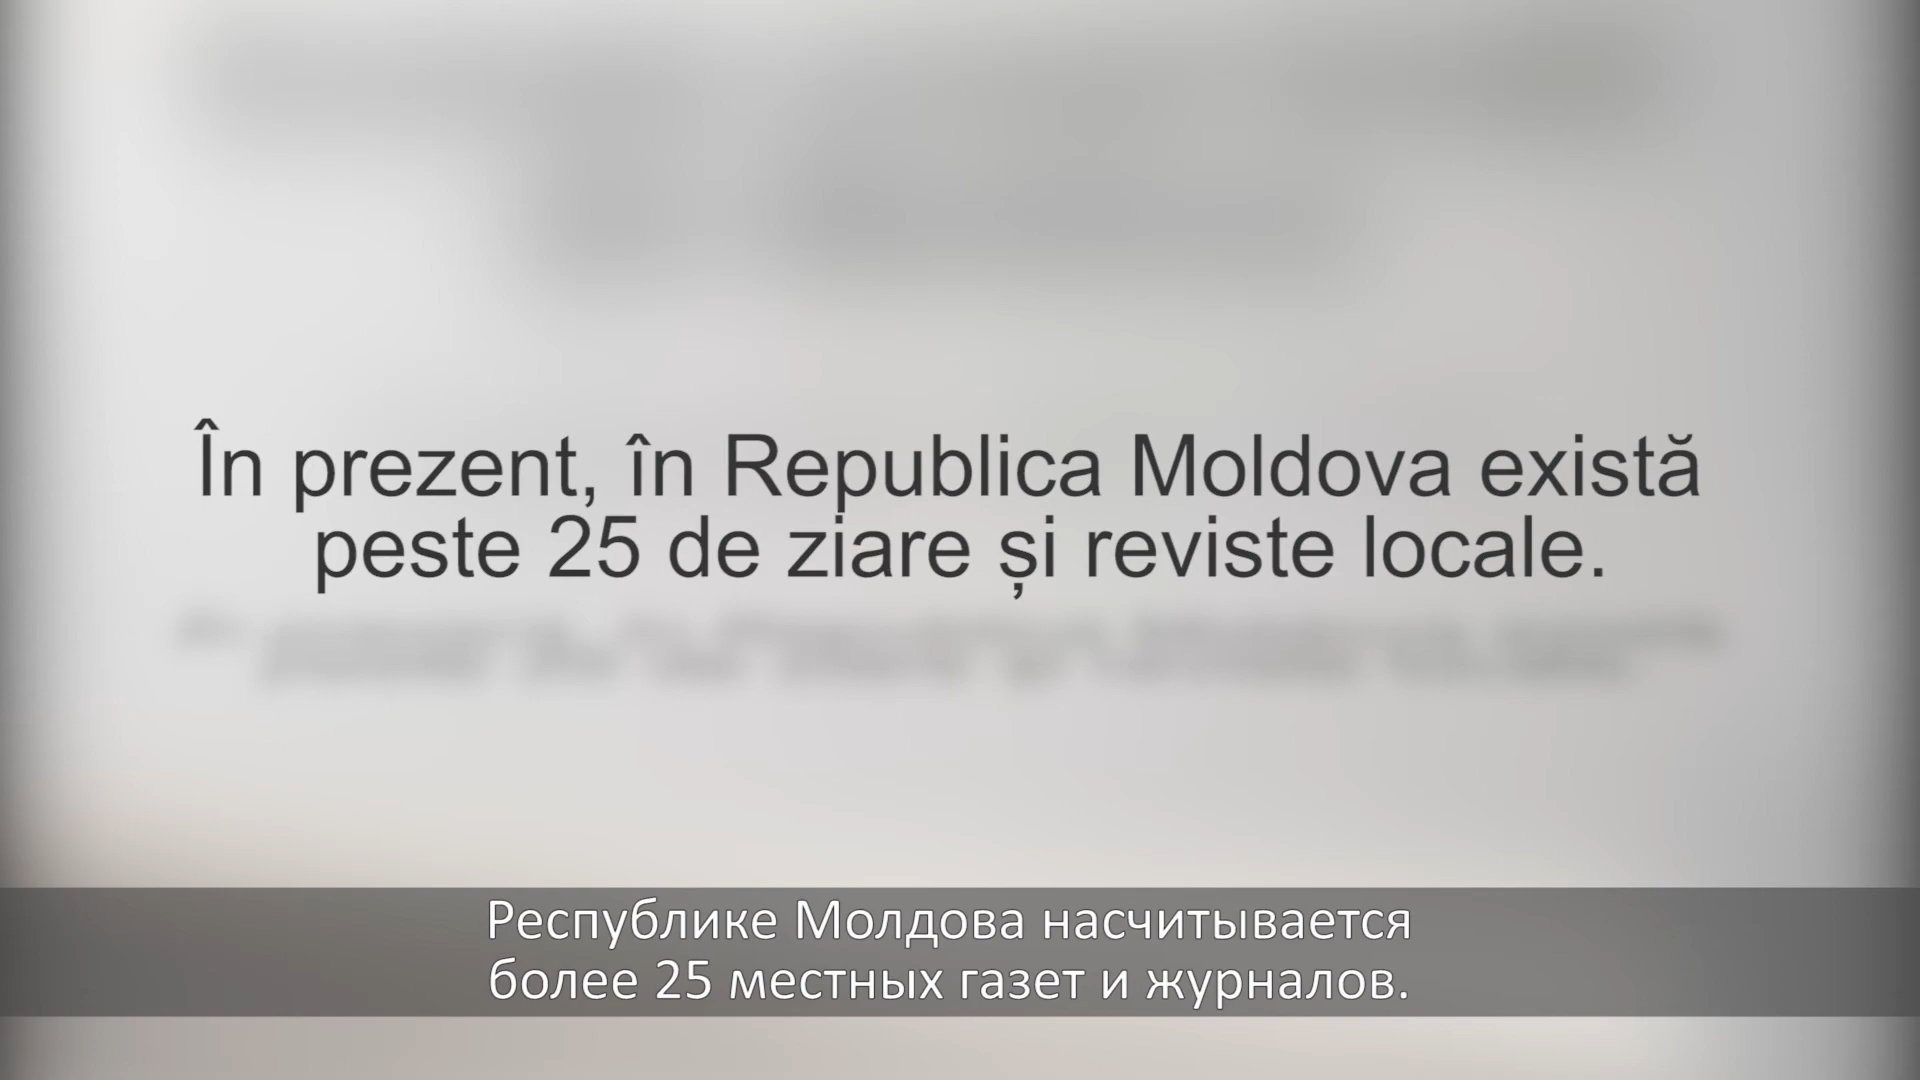 În prezent, în Republica Moldova există
peste 25 de ziare și reviste locale.
Республике Молдова насчитывается
более 25 местных газет и журналов.